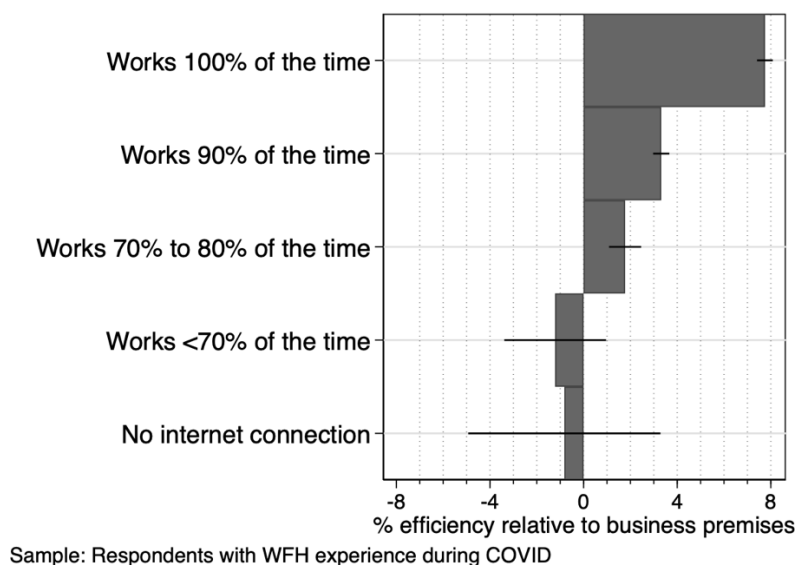 Works 100% of the time
Works 90% of the time
Works 70% to 80% of the time
Works <70% of the time
No internet connection
-8 -4 0 4 8
% efficiency relative to business premises
Sample: Respondents with WFH experience during COVID